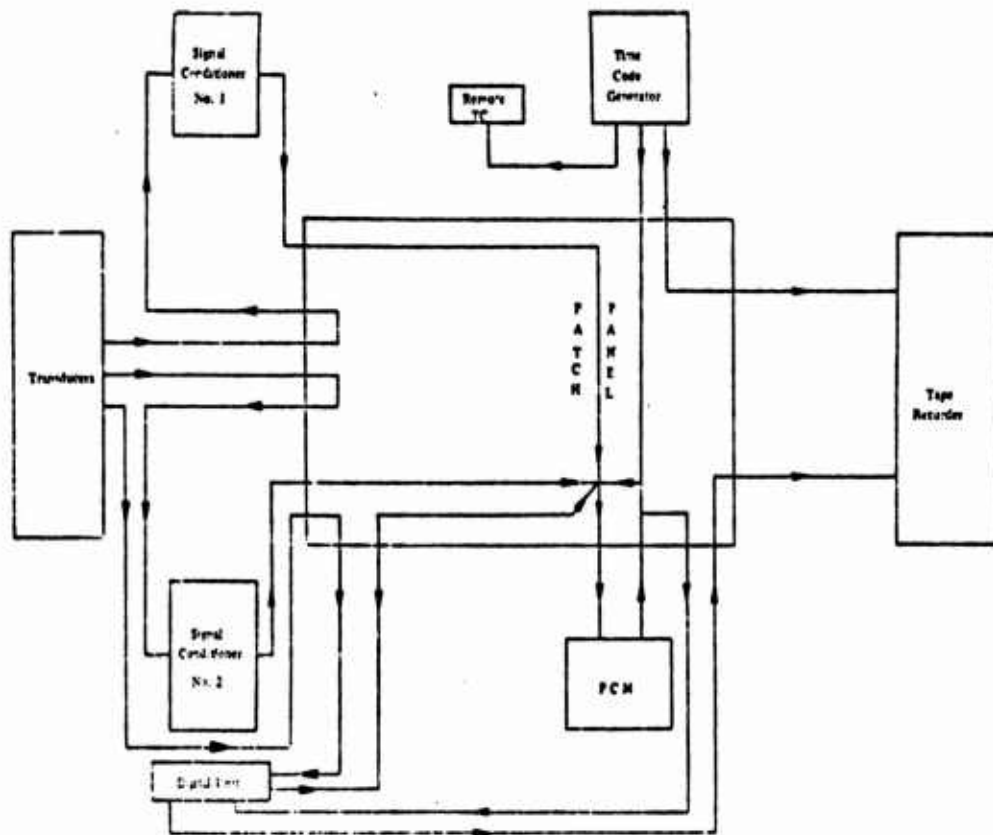 Signal
Conditioner
No. 1
Time
Code
Generator
Remote
TC
PATCH
PANEL
Transducers
Tape
Recorder
Signal
Conditioner
No. 2
PCM